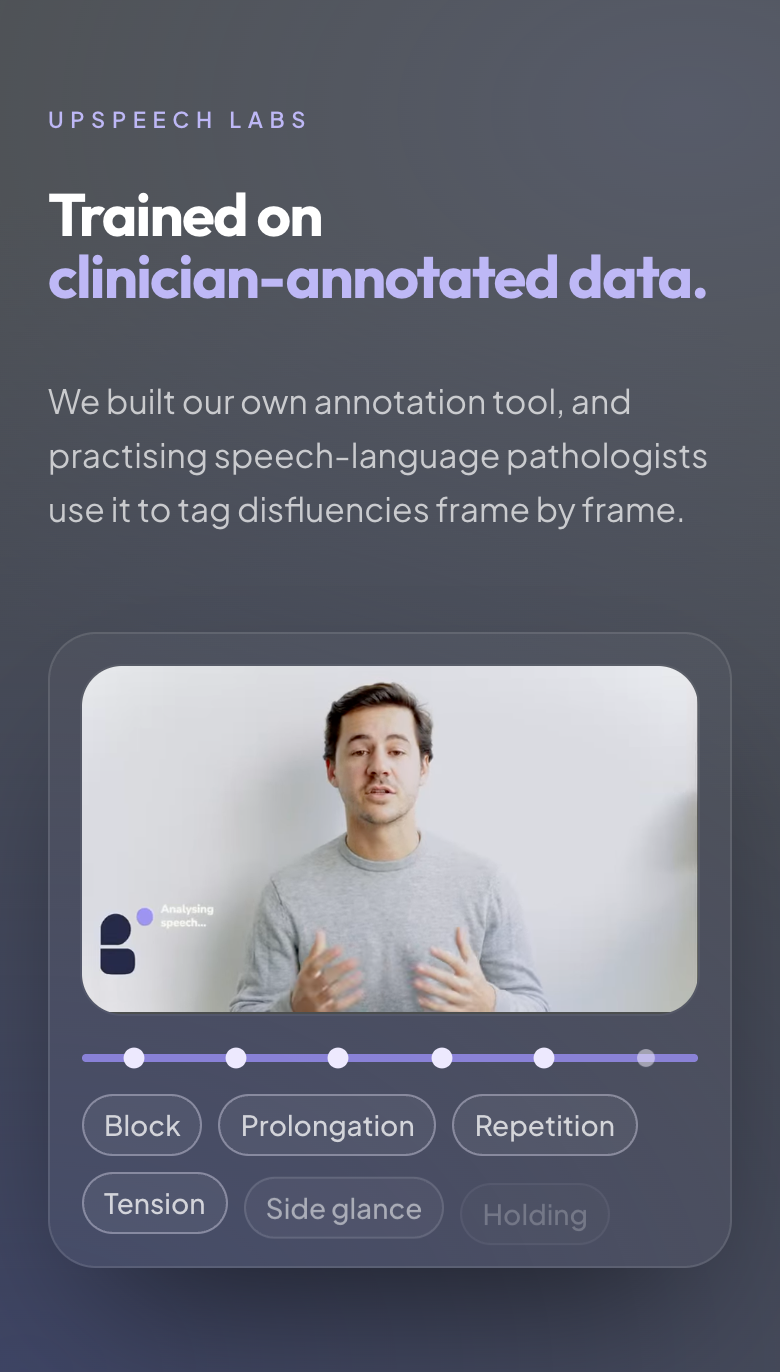 UPSPEECH LABS
Trained on
clinician-annotated data.
We built our own annotation tool, and
practising speech-language pathologists
use it to tag disfluencies frame by frame.
Analysing
speech...
Block Prolongation Repetition
Tension Side glance Holding